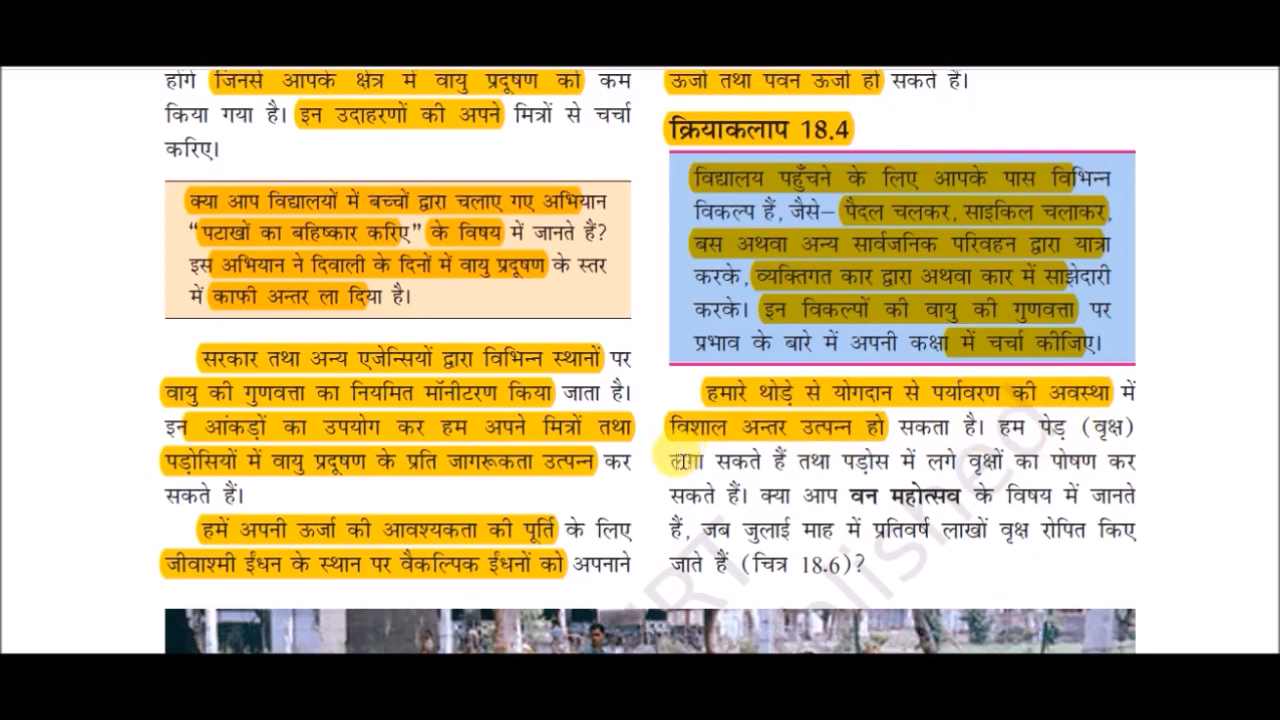 होंगे जिनसे आपके क्षेत्र में वायु प्रदूषण को कम
किया गया है। इन उदाहरणों की अपने मित्रों से चर्चा
करिए।
क्या आप विद्यालयों में बच्चों द्वारा चलाए गए अभियान
“पटाखों का बहिष्कार करिए” के विषय में जानते हैं?
इस अभियान ने दिवाली के दिनों में वायु प्रदूषण के स्तर
में काफी अन्तर ला दिया है।
सरकार तथा अन्य एजेन्सियों द्वारा विभिन्न स्थानों पर
वायु की गुणवत्ता का नियमित मॉनीटरण किया जाता है।
इन आंकड़ों का उपयोग कर हम अपने मित्रों तथा
पड़ोसियों में वायु प्रदूषण के प्रति जागरूकता उत्पन्न कर
सकते हैं।
हमें अपनी ऊर्जा की आवश्यकता की पूर्ति के लिए
जीवाश्मी ईंधन के स्थान पर वैकल्पिक ईंधनों को अपनाने
ऊर्जा तथा पवन ऊर्जा हो सकते हैं।
क्रियाकलाप 18.4
विद्यालय पहुँचने के लिए आपके पास विभिन्न
विकल्प हैं, जैसे– पैदल चलकर, साइकिल चलाकर,
बस अथवा अन्य सार्वजनिक परिवहन द्वारा यात्रा
करके, व्यक्तिगत कार द्वारा अथवा कार में साझेदारी
करके। इन विकल्पों की वायु की गुणवत्ता पर
प्रभाव के बारे में अपनी कक्षा में चर्चा कीजिए।
हमारे थोड़े से योगदान से पर्यावरण की अवस्था में
विशाल अन्तर उत्पन्न हो सकता है। हम पेड़ (वृक्ष)
लगा सकते हैं तथा पड़ोस में लगे वृक्षों का पोषण कर
सकते हैं। क्या आप वन महोत्सव के विषय में जानते
हैं, जब जुलाई माह में प्रतिवर्ष लाखों वृक्ष रोपित किए
जाते हैं (चित्र 18.6)?